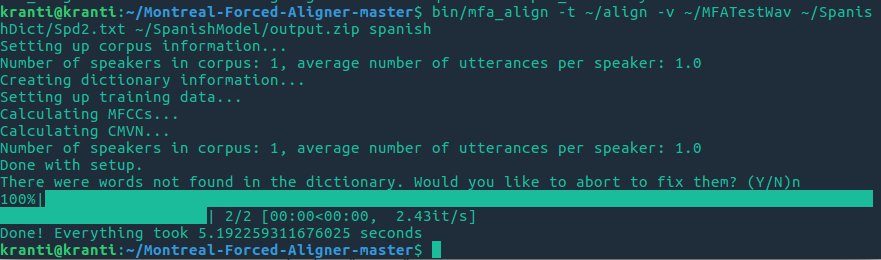 kranti@kranti:~/Montreal-Forced-Aligner-master$ bin/mfa_align -t ~/align -v ~/MFATestWav ~/Spanis
hDict/Spd2.txt ~/SpanishModel/output.zip spanish
Setting up corpus information...
Number of speakers in corpus: 1, average number of utterances per speaker: 1.0
Creating dictionary information...
Setting up training data...
Calculating MFCCs...
Calculating CMVN...
Number of speakers in corpus: 1, average number of utterances per speaker: 1.0
Done with setup.
There were words not found in the dictionary. Would you like to abort to fix them? (Y/N)n
100%|
| 2/2 [00:00<00:00,  2.43it/s]
Done! Everything took 5.192259311676025 seconds
kranti@kranti:~/Montreal-Forced-Aligner-master$